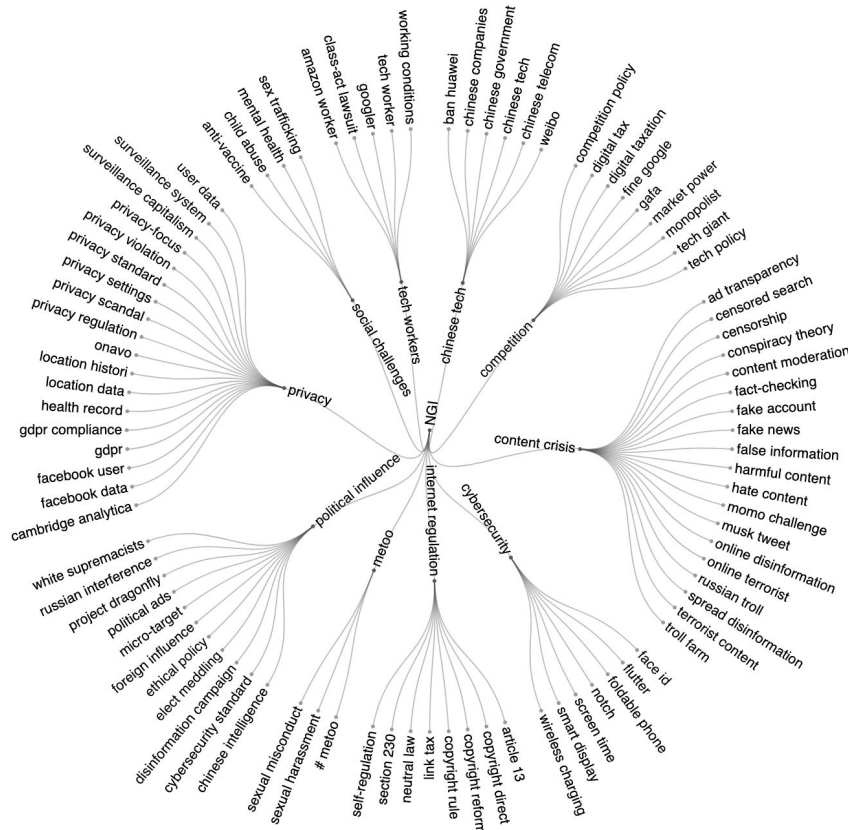 NGI
chinese tech
ban huawei
chinese companies
chinese government
chinese tech
chinese telecom
weibo
competition
competition policy
digital tax
digital taxation
fine google
gafa
market power
monopolist
tech giant
tech policy
content crisis
ad transparency
censored search
censorship
conspiracy theory
content moderation
fact-checking
fake account
fake news
false information
harmful content
hate content
momo challenge
musk tweet
online disinformation
online terrorist
russian troll
spread disinformation
terrorist content
troll farm
cybersecurity
face id
flutter
foldable phone
notch
screen time
smart display
wireless charging
internet regulation
article 13
copyright direct
copyright reform
copyright rule
link tax
neutral law
section 230
self-regulation
metoo
# metoo
sexual harassment
sexual misconduct
political influence
chinese intelligence
cybersecurity standard
disinformation campaign
elect meddling
ethical policy
foreign influence
micro-target
political ads
project dragonfly
russian interference
white supremacists
privacy
cambridge analytica
facebook data
facebook user
gdpr
gdpr compliance
health record
location data
location histori
onavo
privacy regulation
privacy scandal
privacy settings
privacy standard
privacy violation
privacy-focus
surveillance capitalism
surveillance system
user data
social challenges
anti-vaccine
child abuse
mental health
sex trafficking
tech workers
amazon worker
class-act lawsuit
googler
tech worker
working conditions